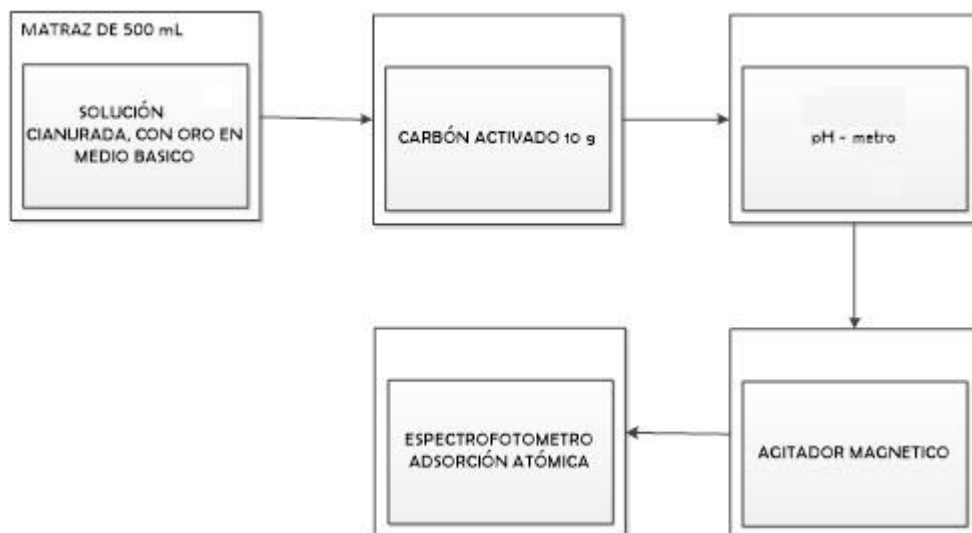 MATRAZ DE 500 mL
SOLUCIÓN
CIANURADA, CON ORO EN
MEDIO BASICO
CARBÓN ACTIVADO 10 g
pH - metro
AGITADOR MAGNETICO
ESPECTROFOTOMETRO
ADSORCIÓN ATÓMICA